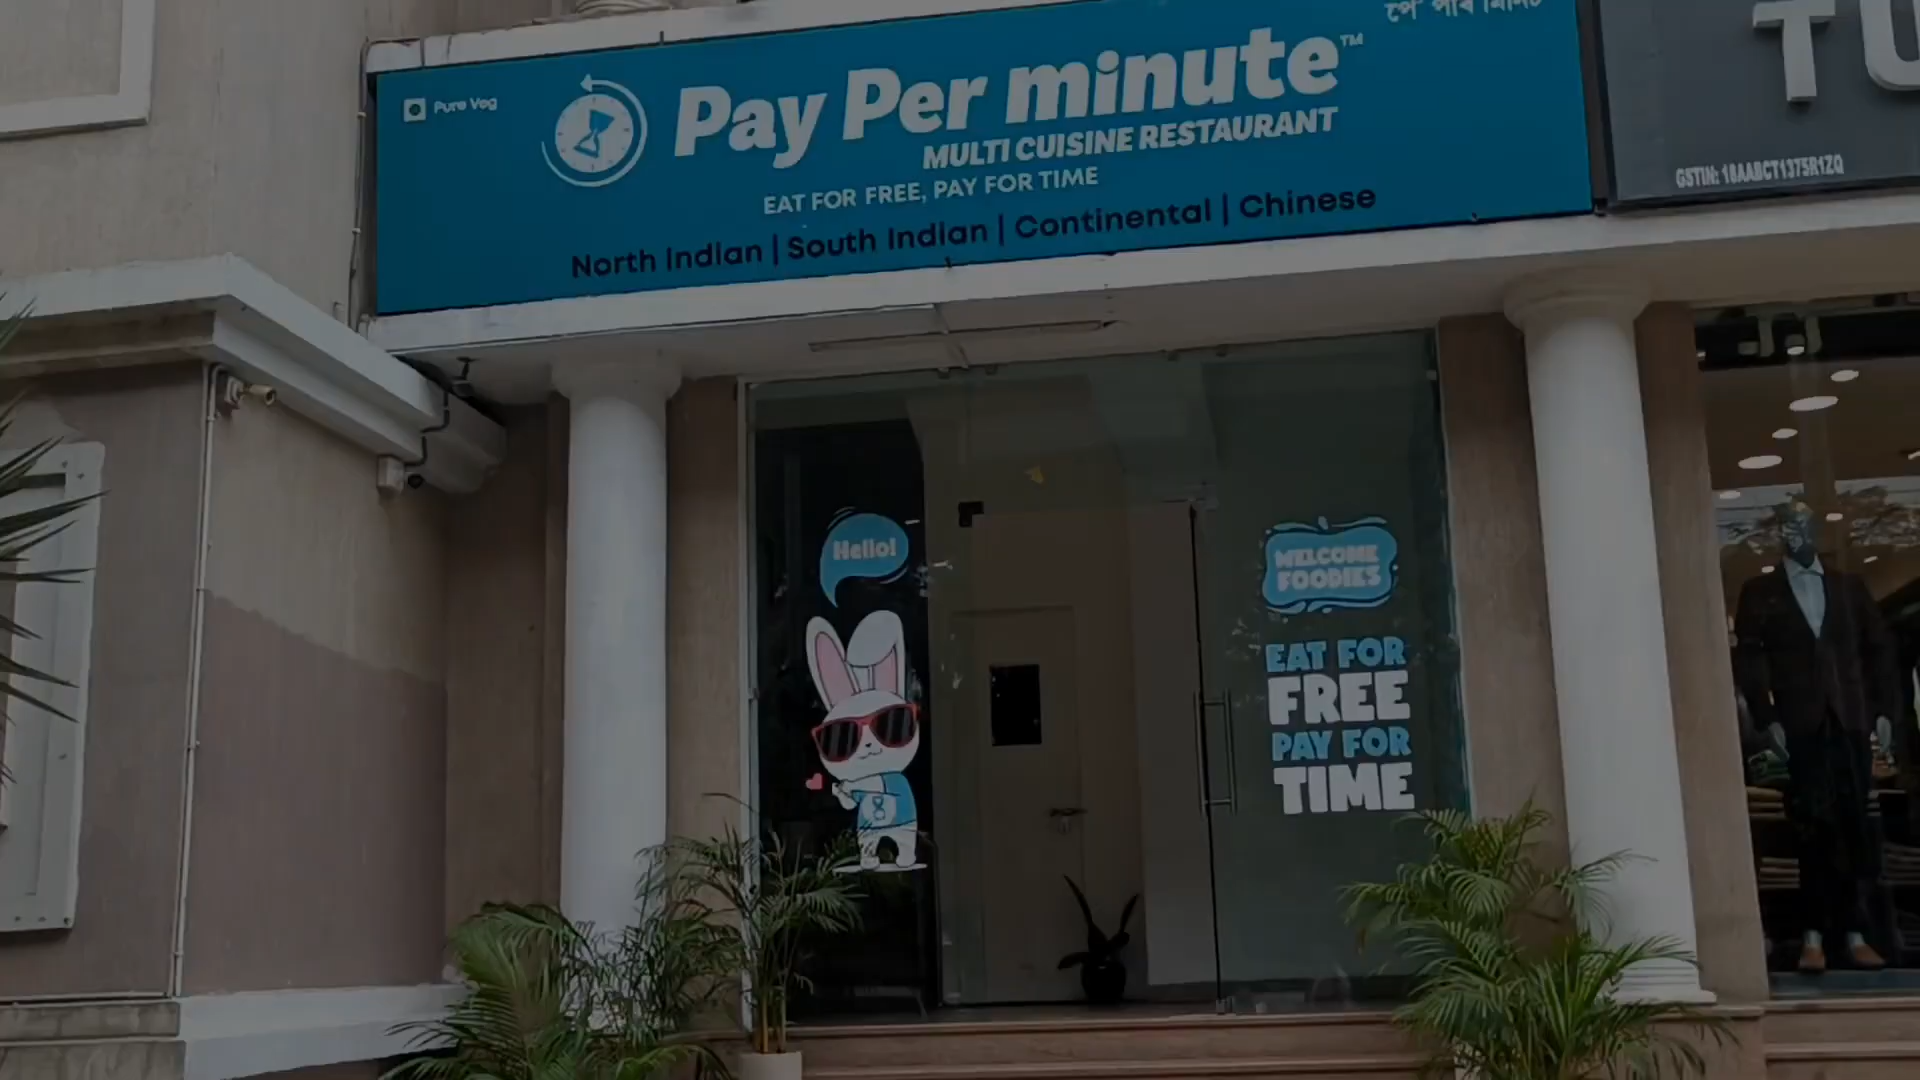 পে' পাৰ মিনিট
Pure Veg
Pay Per minute™
MULTI CUISINE RESTAURANT
EAT FOR FREE, PAY FOR TIME
North Indian | South Indian | Continental | Chinese
GSTIN: 18AABCT1375R1ZQ
Hello!
WELCOME
FOODIES
EAT FOR
FREE
PAY FOR
TIME